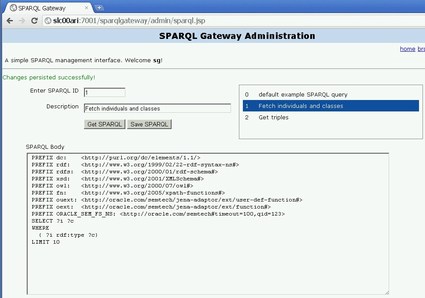 SPARQL Gateway
slc00ari:7001/sparqlgateway/admin/sparql.jsp
SPARQL Gateway Administration
home
A simple SPARQL management interface. Welcome sg!
Changes persisted successfully!
Enter SPARQL ID 1
Description Fetch individuals and classes
Get SPARQL Save SPARQL
0 default example SPARQL query
1 Fetch individuals and classes
2 Get triples
SPARQL Body
PREFIX dc: <http://purl.org/dc/elements/1.1/>
PREFIX rdf: <http://www.w3.org/1999/02/22-rdf-syntax-ns#>
PREFIX rdfs: <http://www.w3.org/2000/01/rdf-schema#>
PREFIX xsd: <http://www.w3.org/2001/XMLSchema#>
PREFIX owl: <http://www.w3.org/2002/07/owl#>
PREFIX fn: <http://www.w3.org/2005/xpath-functions#>
PREFIX ouext: <http://oracle.com/semtech/jena-adaptor/ext/user-def-function#>
PREFIX oext: <http://oracle.com/semtech/jena-adaptor/ext/function#>
PREFIX ORACLE_SEM_FS_NS: <http://oracle.com/semtech#timeout=100,qid=123>
SELECT ?i ?c
WHERE
{ ?i rdf:type ?c}
LIMIT 10